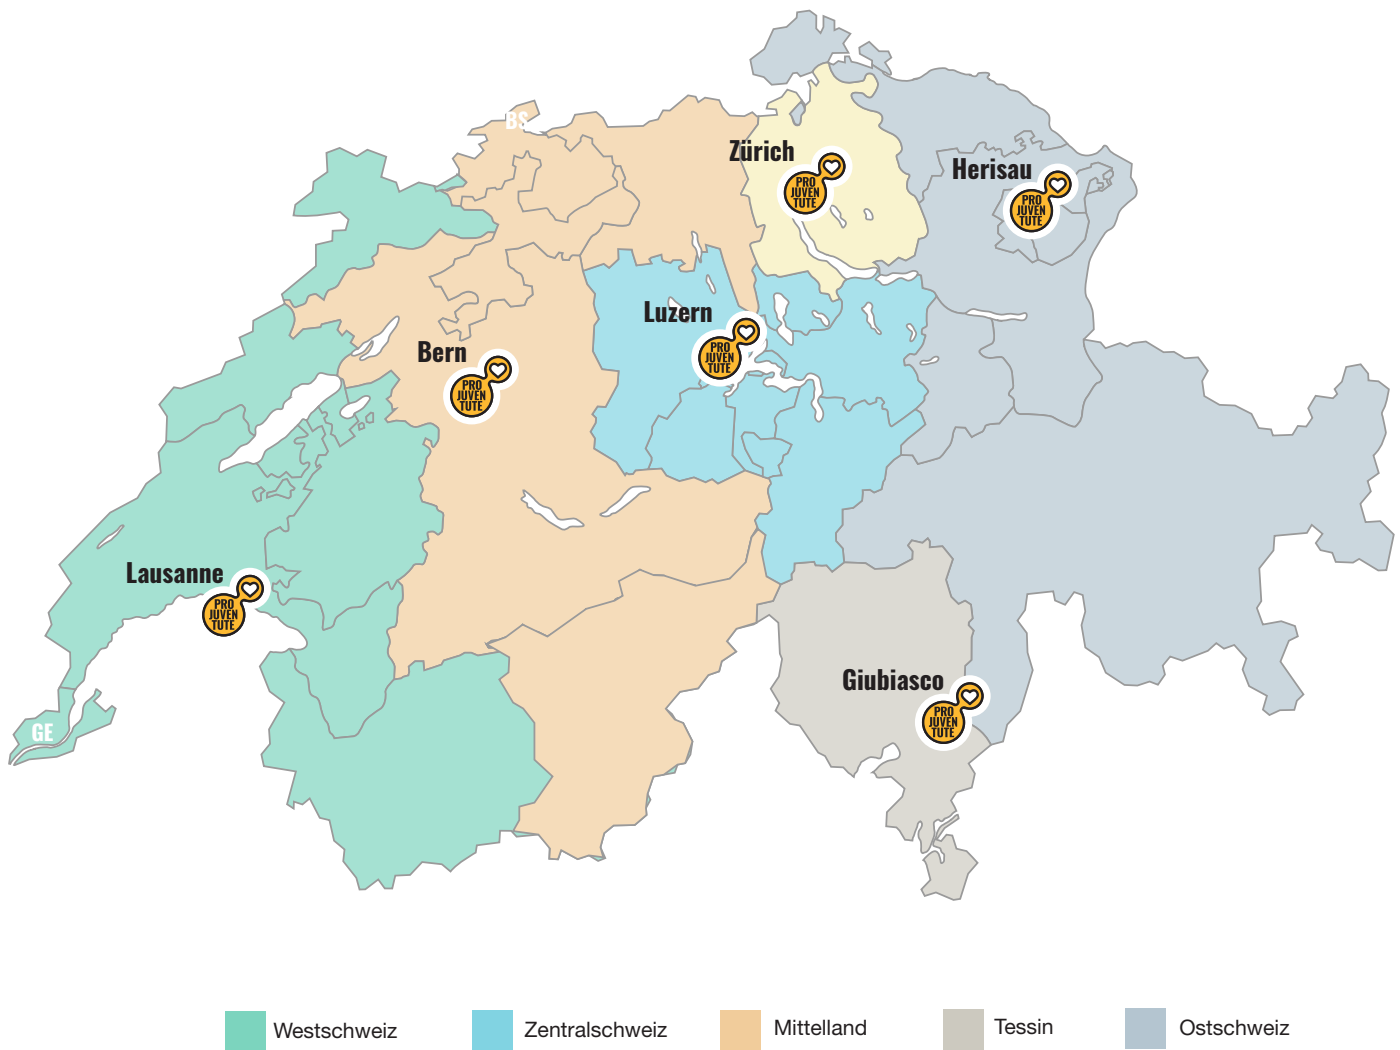 BS
Zürich
PRO
JUVEN
TUTE
Herisau
PRO
JUVEN
TUTE
Luzern
PRO
JUVEN
TUTE
Bern
PRO
JUVEN
TUTE
Lausanne
PRO
JUVEN
TUTE
Giubiasco
PRO
JUVEN
TUTE
GE
Westschweiz
Zentralschweiz
Mittelland
Tessin
Ostschweiz